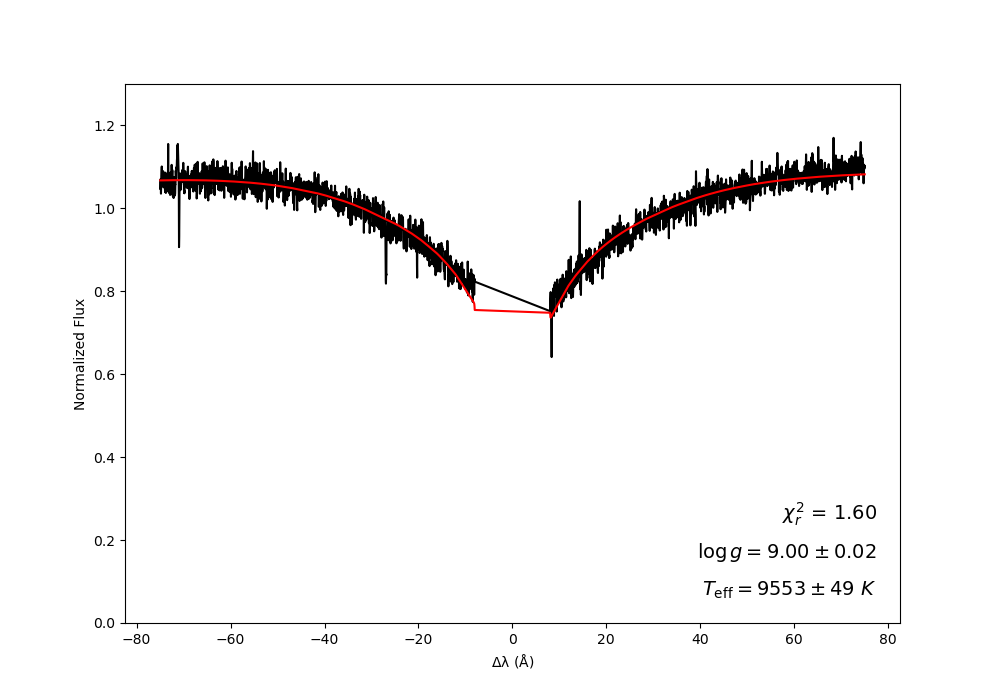 1.2
1.0
0.8
0.6
0.4
0.2
0.0
Normalized Flux
χ²ᵣ = 1.60
log g = 9.00 ± 0.02
T_eff = 9553 ± 49 K
−80 −60 −40 −20 0 20 40 60 80
Δλ (Å)